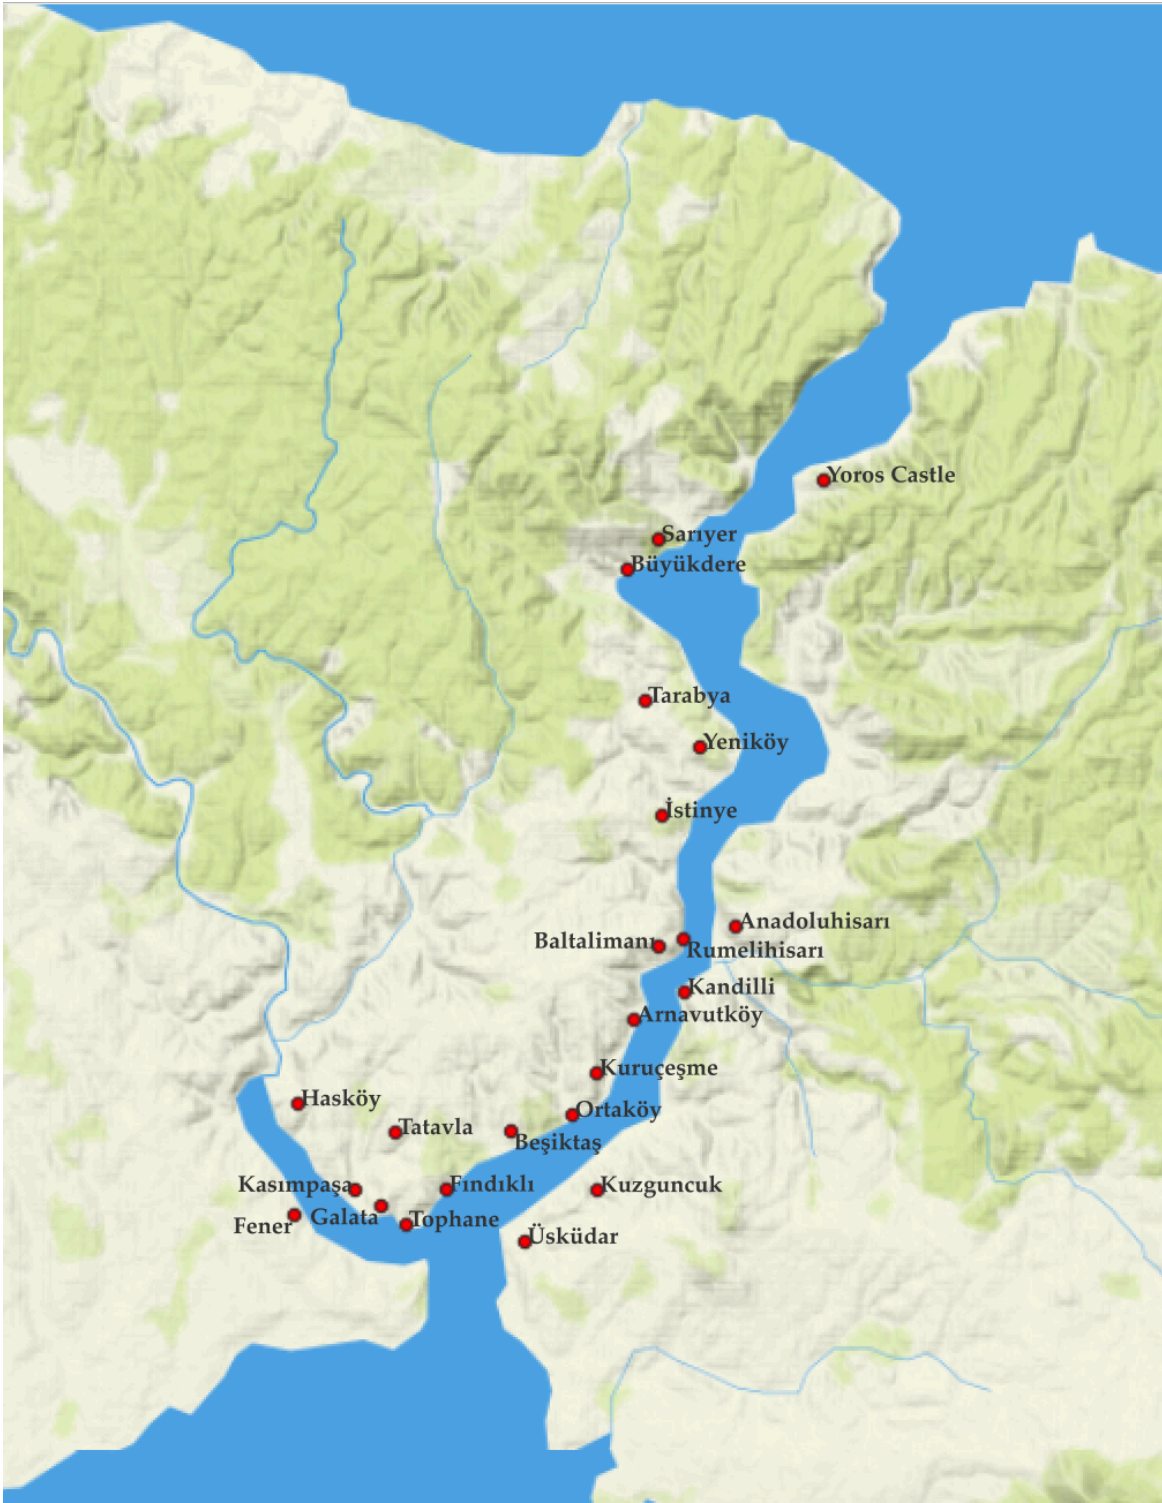 Yoros Castle
Sarıyer
Büyükdere
Tarabya
Yeniköy
İstinye
Anadoluhisarı
Baltalimanı
Rumelihisarı
Kandilli
Arnavutköy
Kuruçeşme
Hasköy
Ortaköy
Tatavla
Beşiktaş
Kasımpaşa
Fındıklı
Kuzguncuk
Galata
Tophane
Fener
Üsküdar